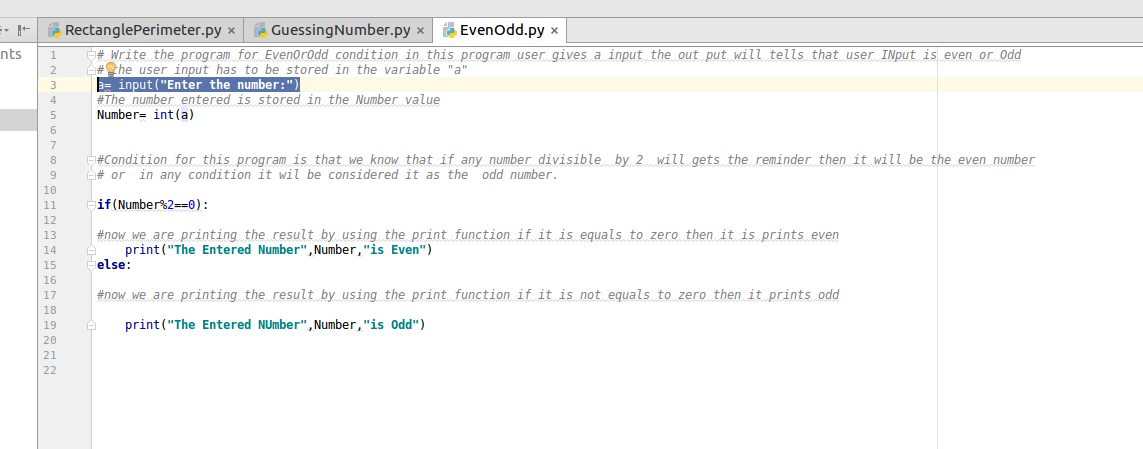 RectanglePerimeter.py × GuessingNumber.py × EvenOdd.py ×
nts
1 # Write the program for EvenOrOdd condition in this program user gives a input the out put will tells that user INput is even or Odd
2 # the user input has to be stored in the variable "a"
3 a= input("Enter the number:")
4 #The number entered is stored in the Number value
5 Number= int(a)
6
7
8 #Condition for this program is that we know that if any number divisible  by 2  will gets the reminder then it will be the even number
9 # or  in any condition it wil be considered it as the  odd number.
10
11 if(Number%2==0):
12
13 #now we are printing the result by using the print function if it is equals to zero then it is prints even
14     print("The Entered Number",Number,"is Even")
15 else:
16
17 #now we are printing the result by using the print function if it is not equals to zero then it prints odd
18
19     print("The Entered NUmber",Number,"is Odd")
20
21
22